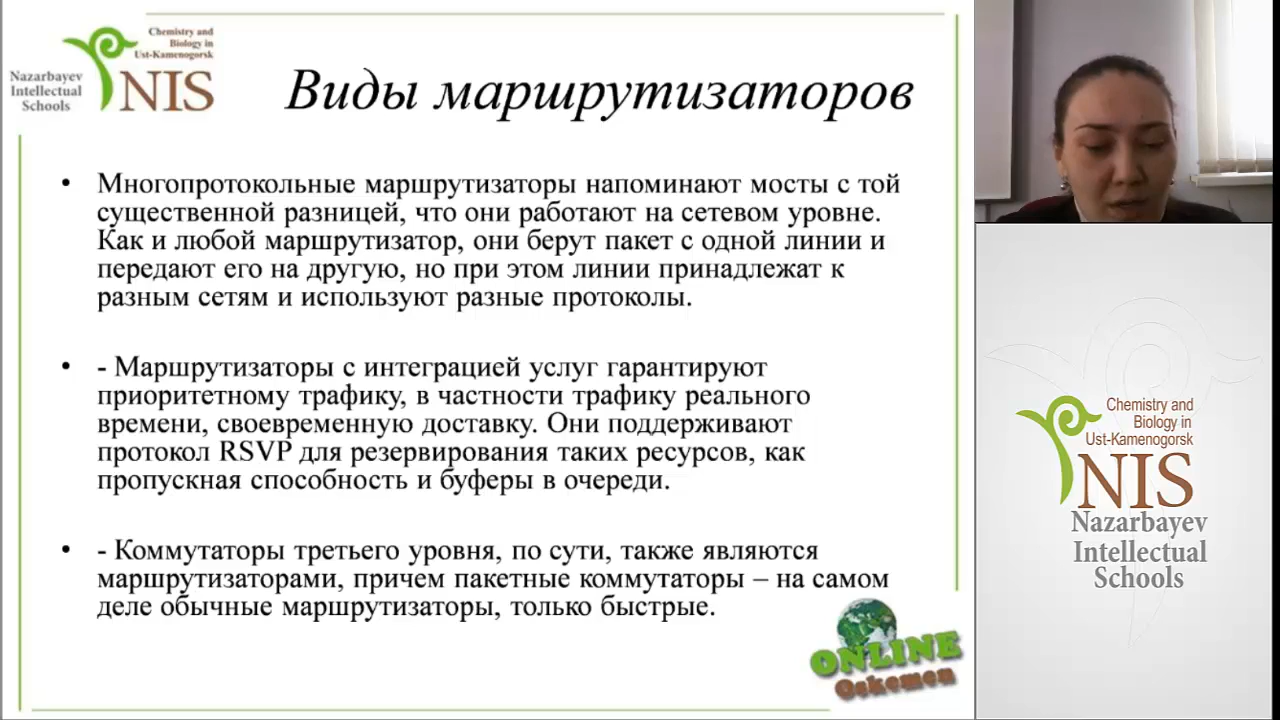 Chemistry and
Biology in
Ust-Kamenogorsk
Nazarbayev
Intellectual
Schools
NIS
Виды маршрутизаторов
• Многопротокольные маршрутизаторы напоминают мосты с той
существенной разницей, что они работают на сетевом уровне.
Как и любой маршрутизатор, они берут пакет с одной линии и
передают его на другую, но при этом линии принадлежат к
разным сетям и используют разные протоколы.
• - Маршрутизаторы с интеграцией услуг гарантируют
приоритетному трафику, в частности трафику реального
времени, своевременную доставку. Они поддерживают
протокол RSVP для резервирования таких ресурсов, как
пропускная способность и буферы в очереди.
• - Коммутаторы третьего уровня, по сути, также являются
маршрутизаторами, причем пакетные коммутаторы – на самом
деле обычные маршрутизаторы, только быстрые.
ONLINE
Oskemen
Chemistry and
Biology in
Ust-Kamenogorsk
NIS
Nazarbayev
Intellectual
Schools